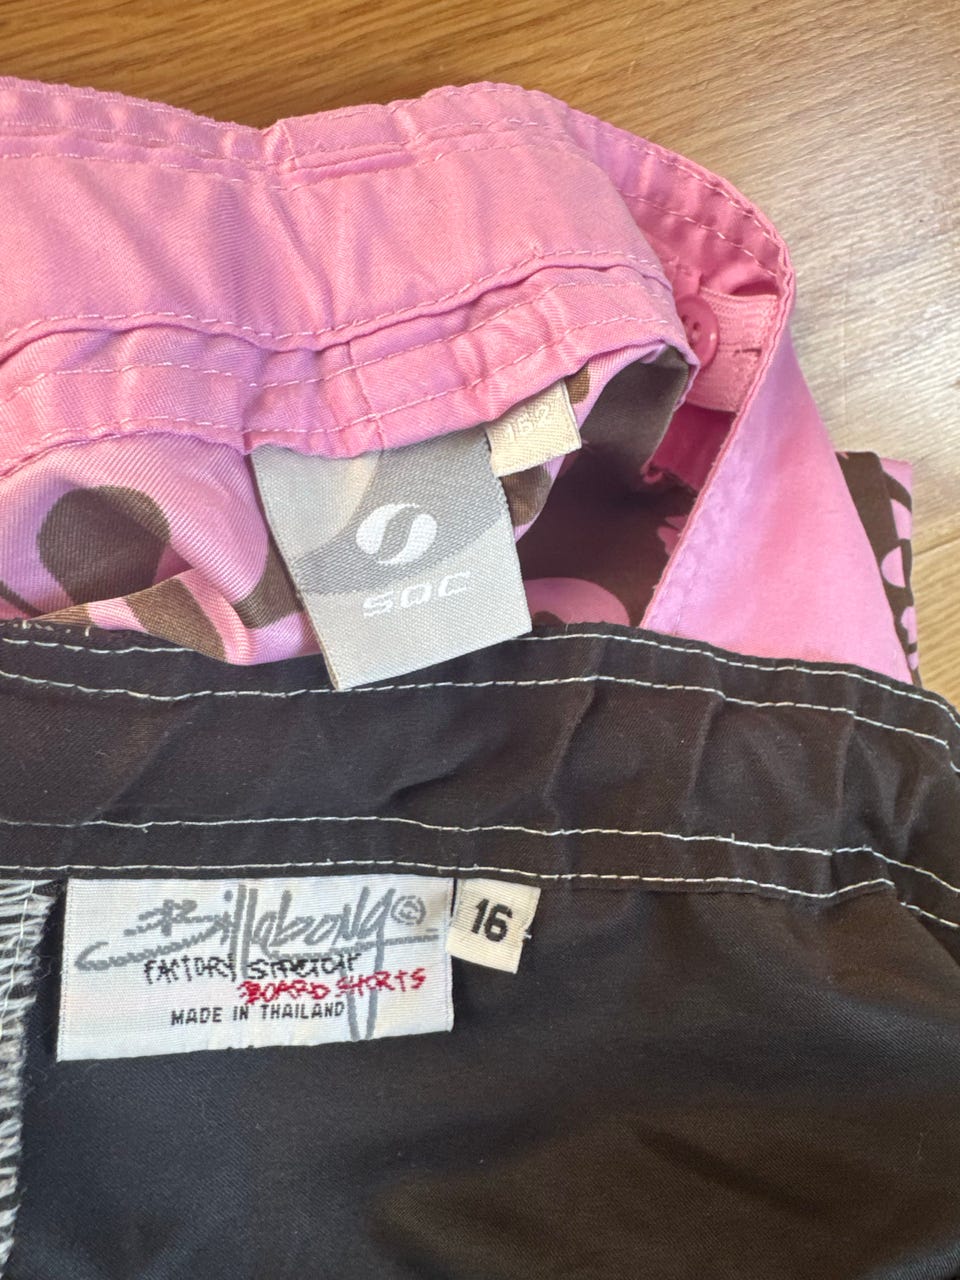 SOC
Billabong ©
FACTORY STRETCH
BOARD SHORTS
MADE IN THAILAND
16